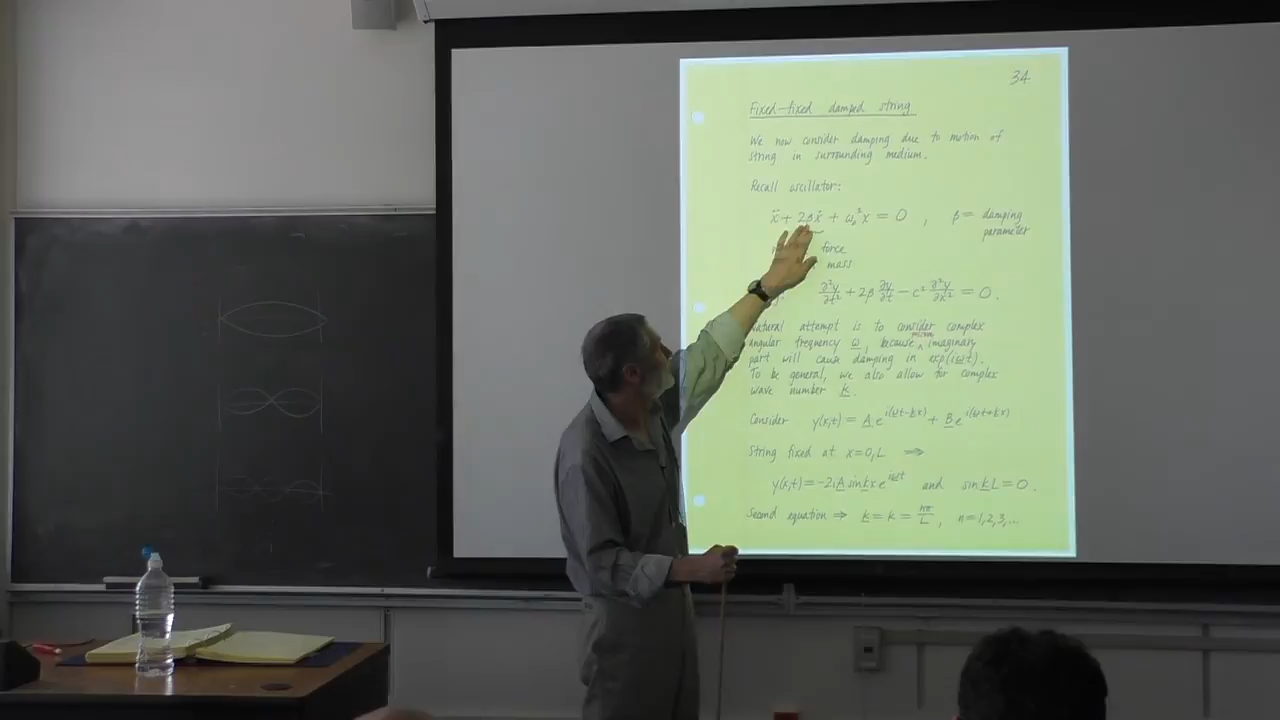 34
Fixed-fixed damped string
We now consider damping due to motion of
string in surrounding medium.
Recall oscillator:
ẍ + 2βẋ + ω₀²x = 0 , β = damping
parameter
force
mass
∂²y/∂t² + 2β ∂y/∂t − c² ∂²y/∂x² = 0.
Natural attempt is to consider complex
angular frequency ω, because imaginary
part will cause damping in exp(iωt).
To be general, we also allow for complex
wave number k.
Consider y(x,t) = A e^{i(ωt-kx)} + B e^{i(ωt+kx)}
String fixed at x=0,L ⇒
y(x,t) = -2iA sin kx e^{iωt} and sin kL = 0.
Second equation ⇒ k = k = nπ/L , n=1,2,3,...